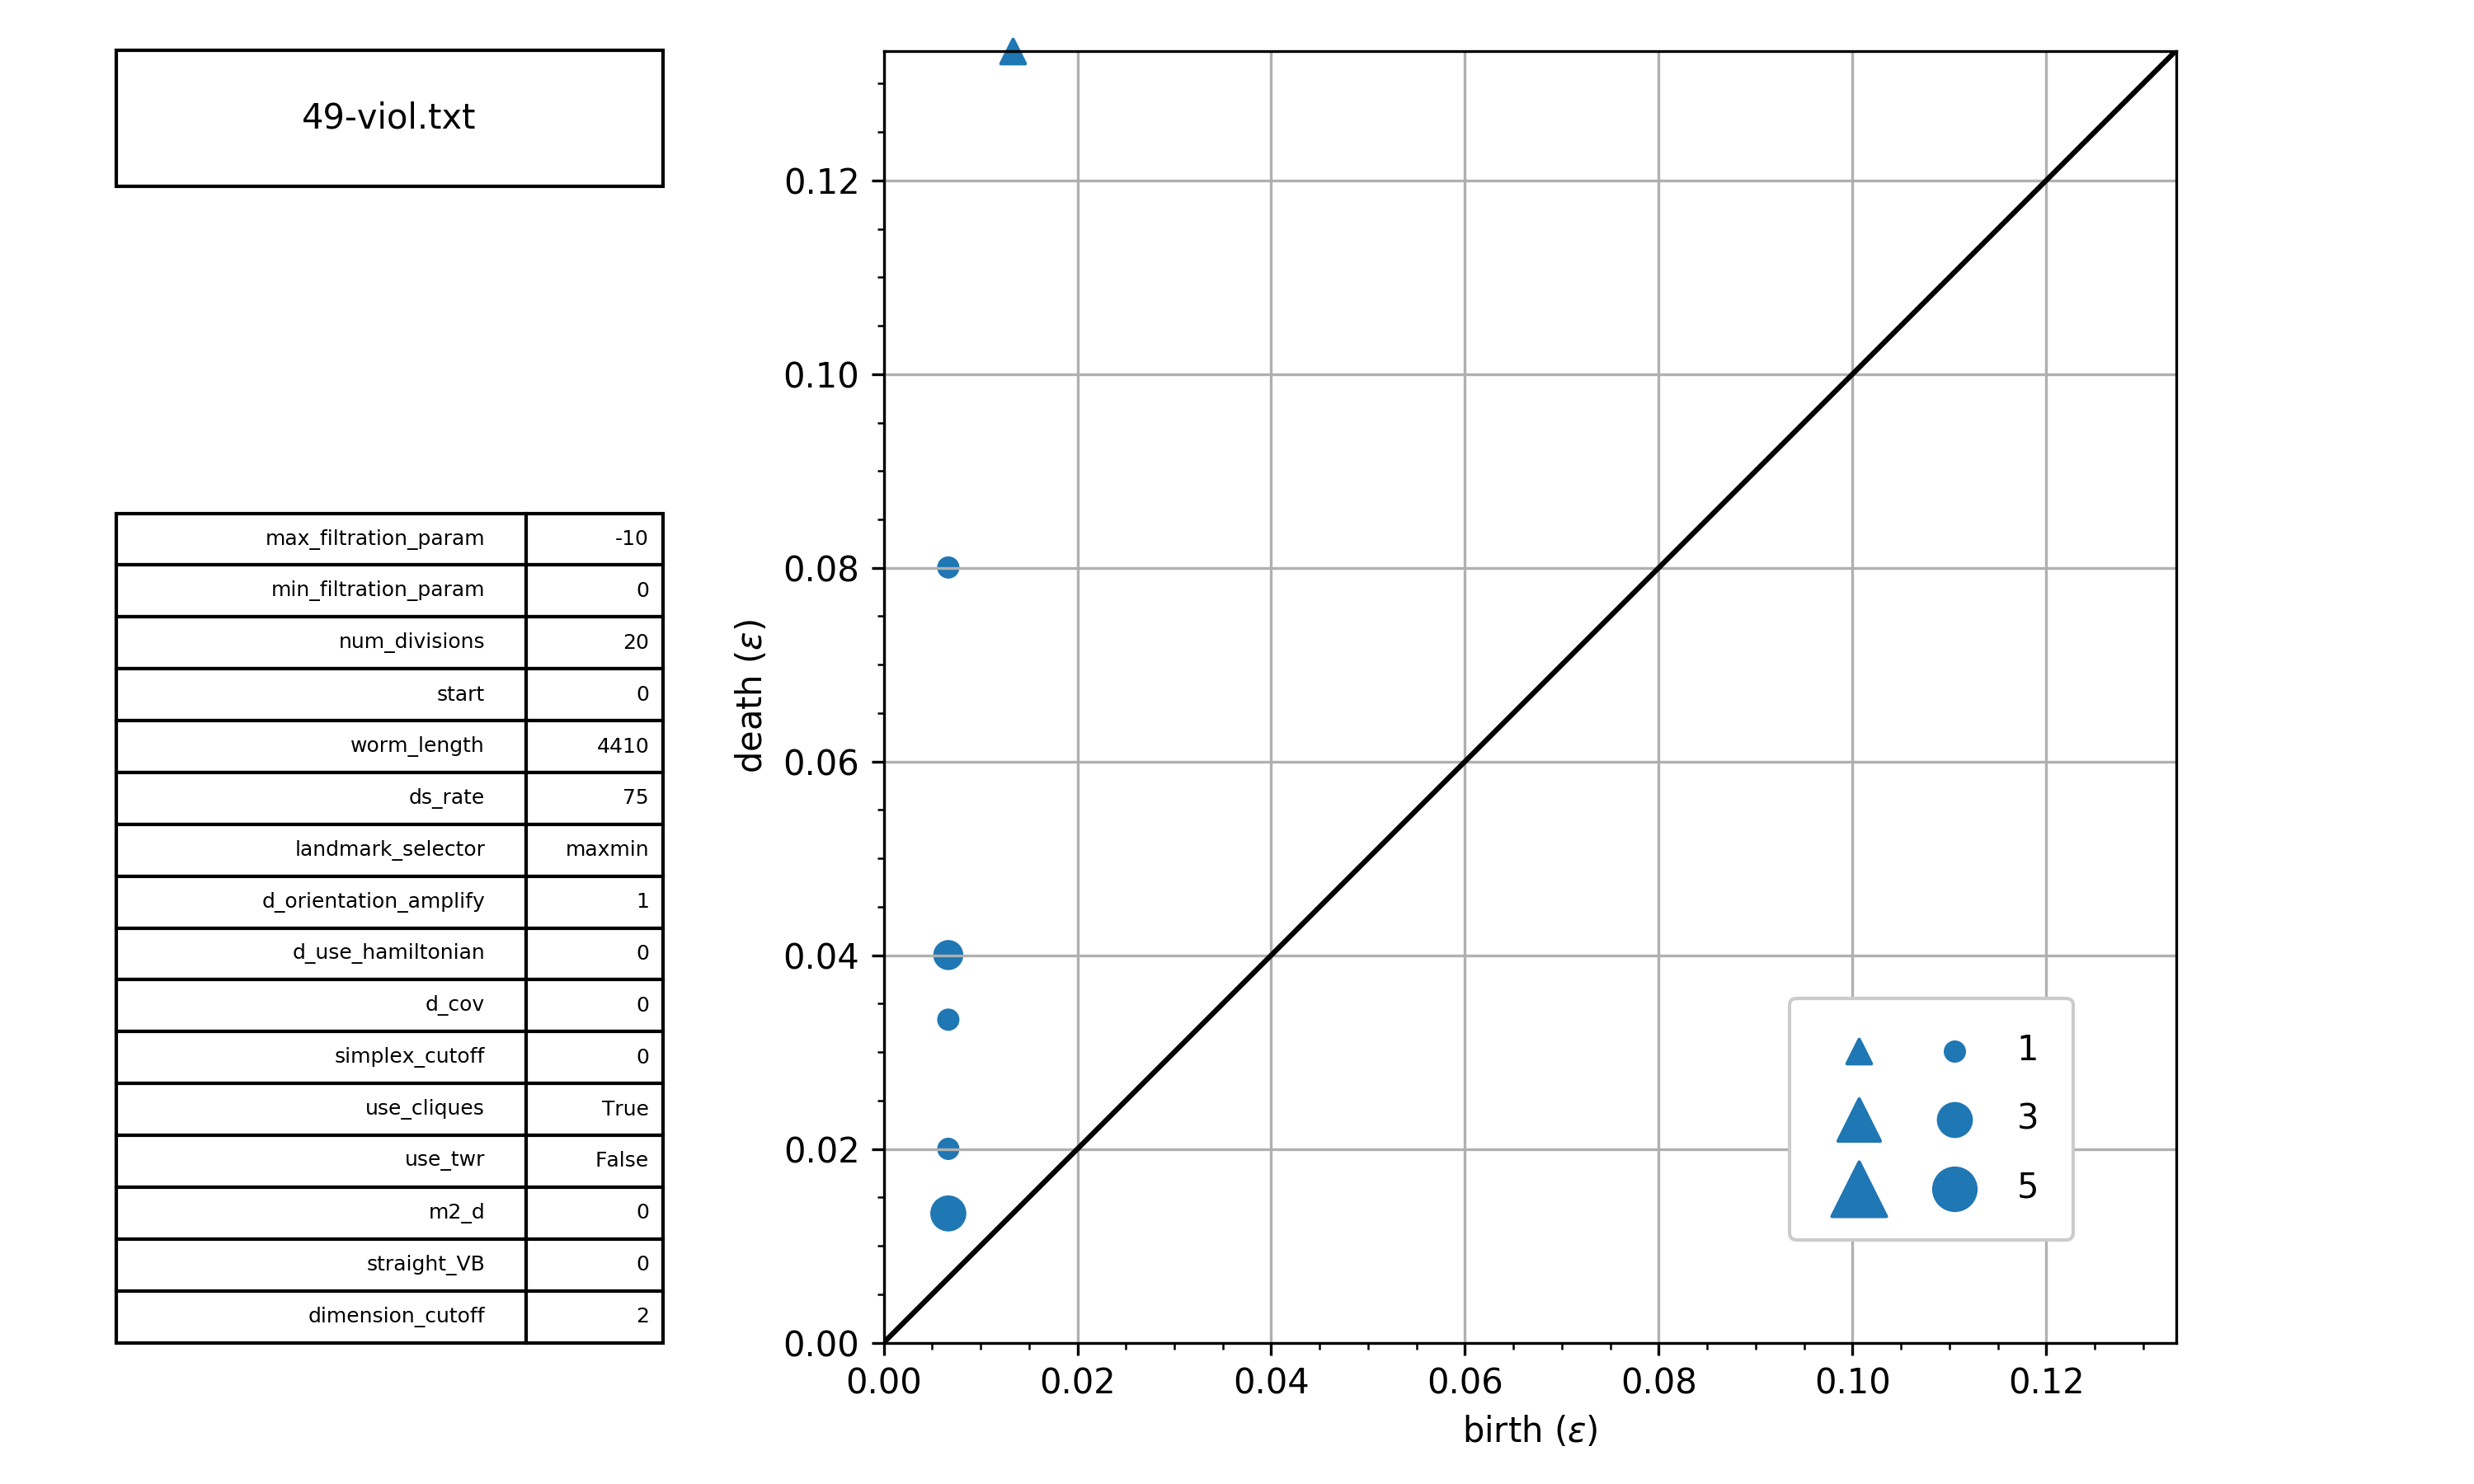 49-viol.txt
max_filtration_param -10
min_filtration_param 0
num_divisions 20
start 0
worm_length 4410
ds_rate 75
landmark_selector maxmin
d_orientation_amplify 1
d_use_hamiltonian 0
d_cov 0
simplex_cutoff 0
use_cliques True
use_twr False
m2_d 0
straight_VB 0
dimension_cutoff 2
death (ε)
0.12
0.10
0.08
0.06
0.04
0.02
0.00
0.00 0.02 0.04 0.06 0.08 0.10 0.12
birth (ε)
1
3
5